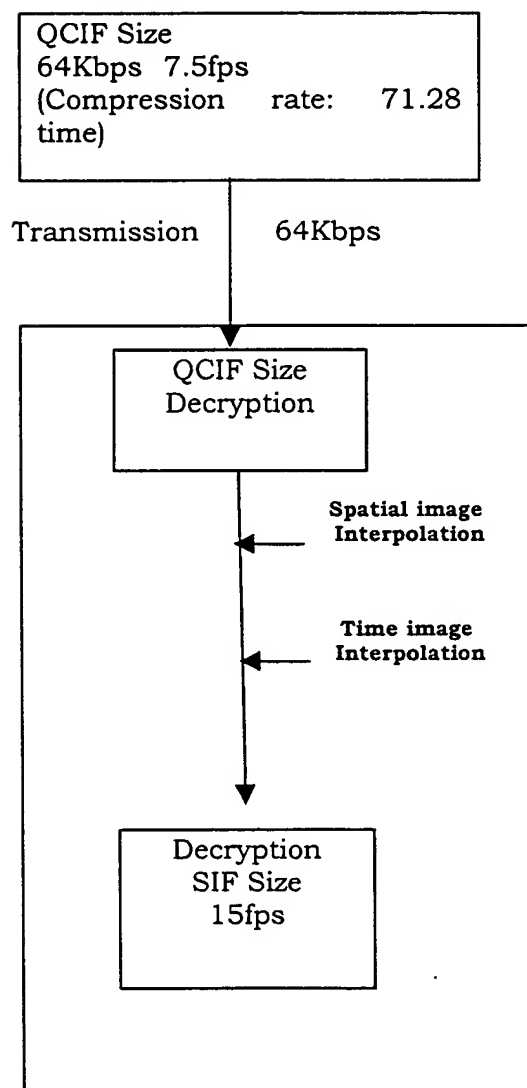 QCIF Size
64Kbps 7.5fps
(Compression rate: 71.28
time)
Transmission 64Kbps
QCIF Size
Decryption
Spatial image
Interpolation
Time image
Interpolation
Decryption
SIF Size
15fps